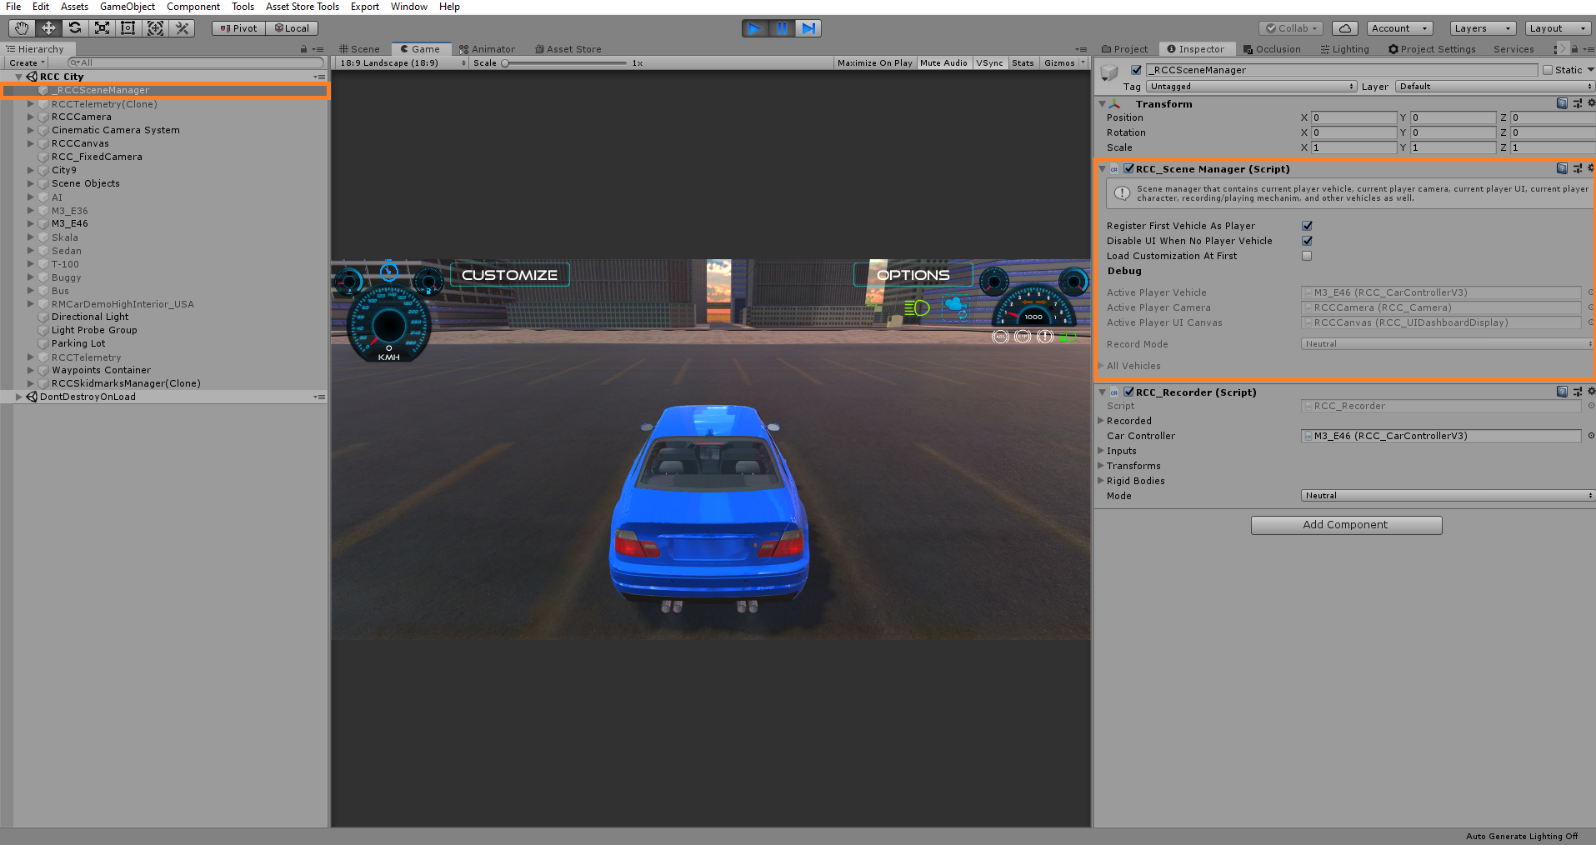 File Edit Assets GameObject Component Tools Asset Store Tools Export Window Help
Pivot Local Collab Account Layers Layout
Hierarchy Scene Game Animator Asset Store Project Inspector Occlusion Lighting Project Settings Services
Create All 18:9 Landscape (18:9) Scale 1x Maximize On Play Mute Audio VSync Stats Gizmos
RCC City
_RCCSceneManager
RCCTelemetry(Clone)
RCCCamera
Cinematic Camera System
RCCCanvas
RCC_FixedCamera
City9
Scene Objects
AI
M3_E36
M3_E46
Skala
Sedan
T-100
Buggy
Bus
RMCarDemoHighInterior_USA
Directional Light
Light Probe Group
Parking Lot
RCCTelemetry
Waypoints Container
RCCSkidmarksManager(Clone)
DontDestroyOnLoad
CUSTOMIZE OPTIONS
1000
0
KMH
_RCCSceneManager Static
Tag Untagged Layer Default
Transform
Position X 0 Y 0 Z 0
Rotation X 0 Y 0 Z 0
Scale X 1 Y 1 Z 1
RCC_Scene Manager (Script)
Scene manager that contains current player vehicle, current player camera, current player UI, current player
character, recording/playing mechanim, and other vehicles as well.
Register First Vehicle As Player
Disable UI When No Player Vehicle
Load Customization At First
Debug
Active Player Vehicle M3_E46 (RCC_CarControllerV3)
Active Player Camera RCCCamera (RCC_Camera)
Active Player UI Canvas RCCCanvas (RCC_UIDashboardDisplay)
Record Mode Neutral
All Vehicles
RCC_Recorder (Script)
Script RCC_Recorder
Recorded
Car Controller M3_E46 (RCC_CarControllerV3)
Inputs
Transforms
Rigid Bodies
Mode Neutral
Add Component
Auto Generate Lighting Off